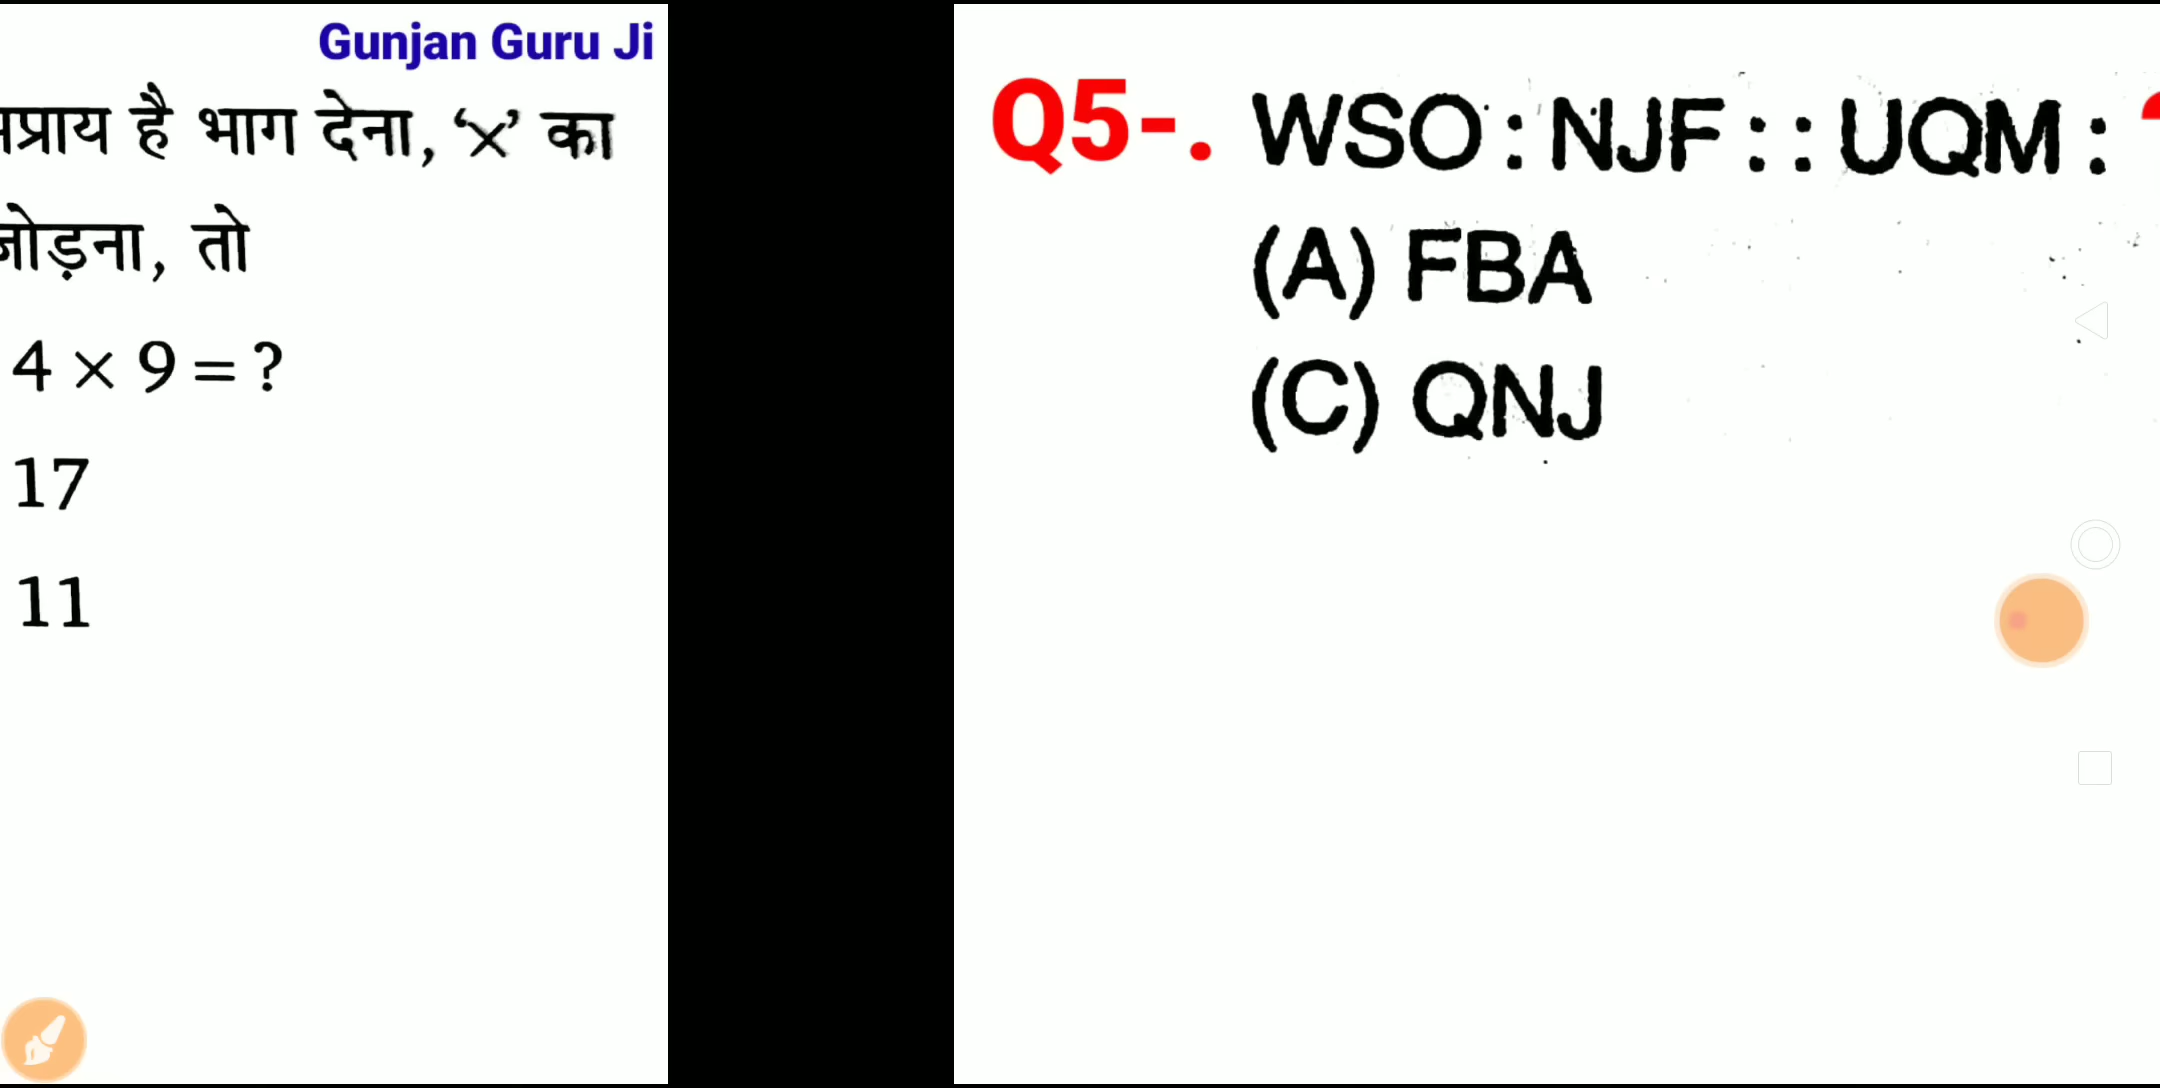 Gunjan Guru Ji
है भाग देना, ‘×’ का
जोड़ना, तो
4 × 9 = ?
17
11
Q5-. WSO : NJF : : UQM :
(A) FBA
(C) QNJ